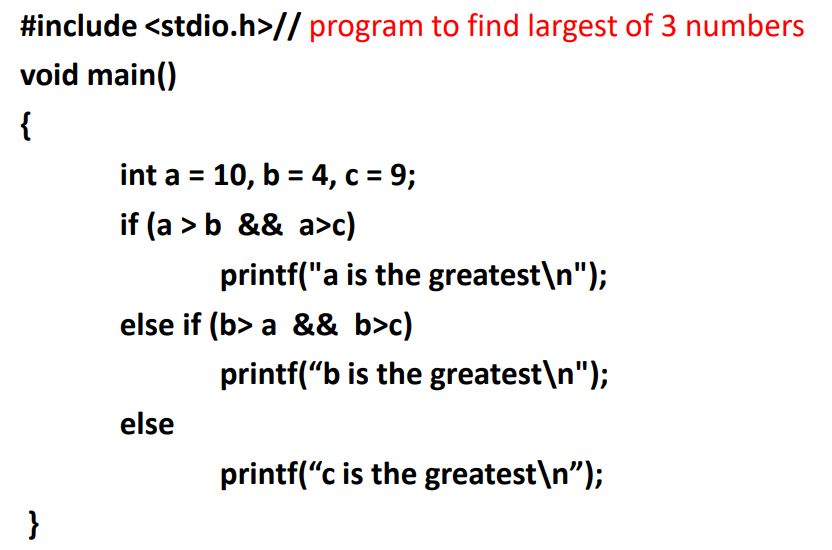 #include <stdio.h>// program to find largest of 3 numbers
void main()
{
int a = 10, b = 4, c = 9;
if (a > b && a>c)
printf("a is the greatest\n");
else if (b> a && b>c)
printf(“b is the greatest\n");
else
printf(“c is the greatest\n”);
}